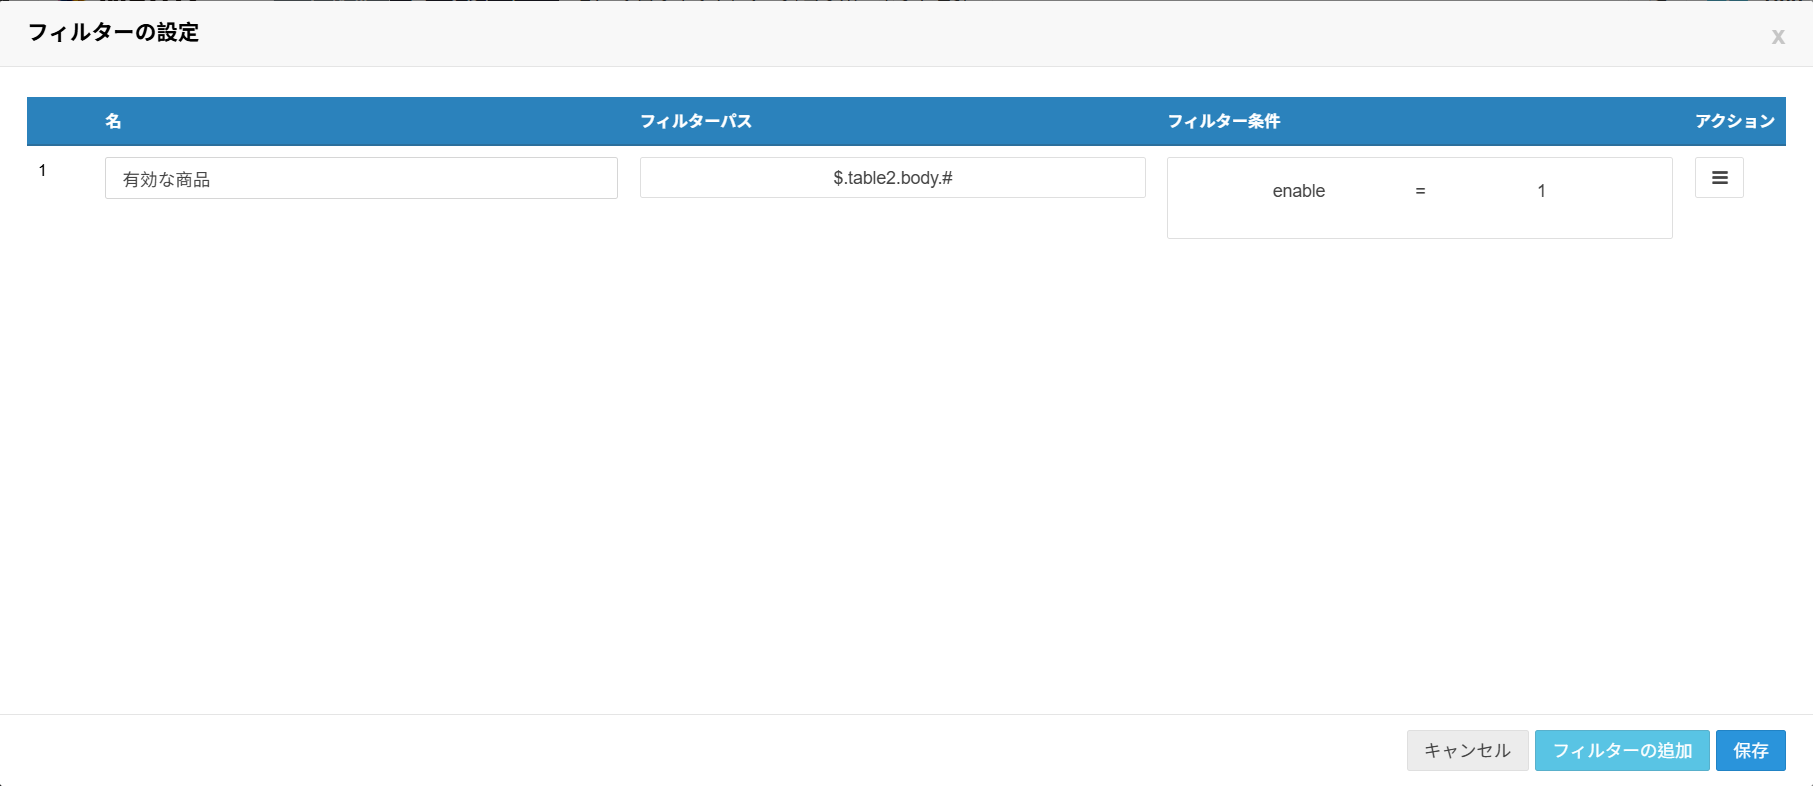 フィルターの設定
x
名 フィルターパス フィルター条件 アクション
1 有効な商品 $.table2.body.# enable = 1
キャンセル フィルターの追加 保存